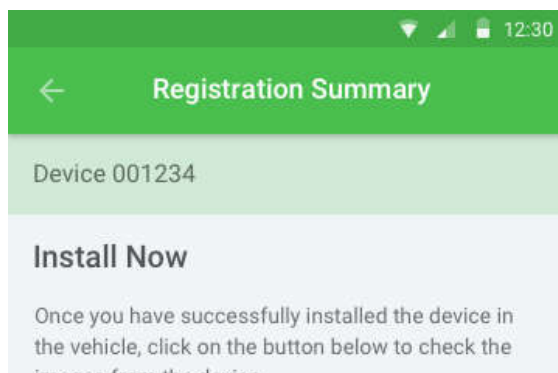 12:30
Registration Summary
Device 001234
Install Now
Once you have successfully installed the device in
the vehicle, click on the button below to check the